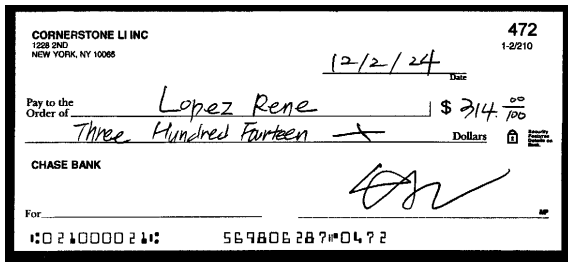 CORNERSTONE LI INC
1228 2ND
NEW YORK, NY 10065
472
1-2/210
12/2/24
Date
Pay to the
Order of Lopez Rene $ 314. 00/100
Three Hundred Fourteen Dollars
Security
Features
Details on
Back.
CHASE BANK
For
MP
⑆021000021⑆ 569806287⑈0472